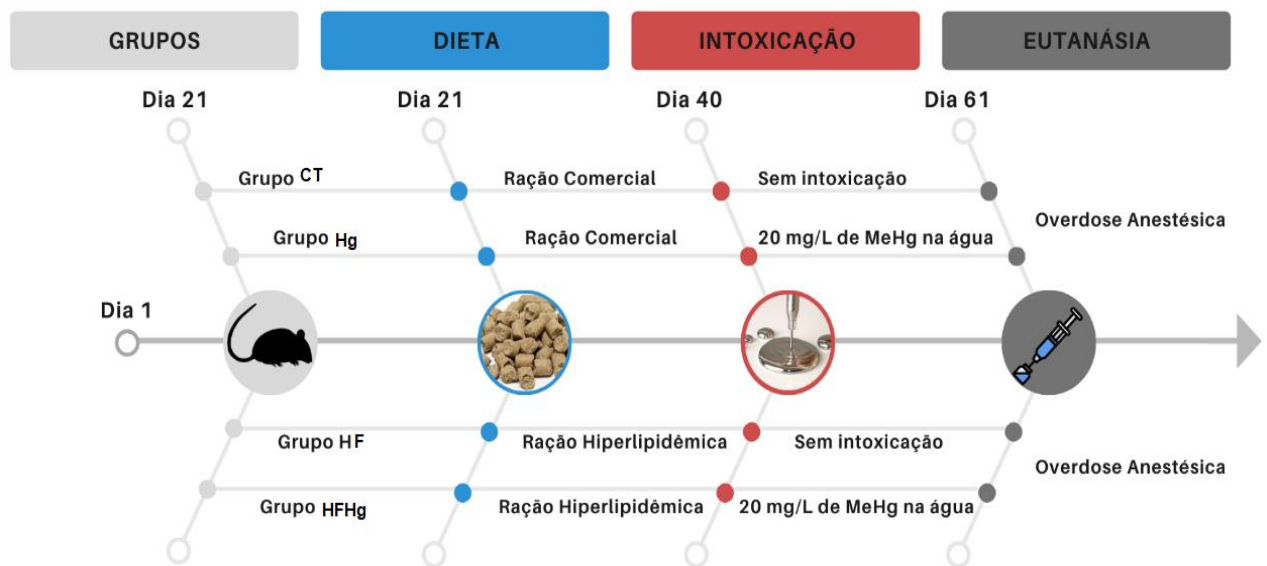 GRUPOS
DIETA
INTOXICAÇÃO
EUTANÁSIA
Dia 21
Dia 21
Dia 40
Dia 61
Grupo CT
Ração Comercial
Sem intoxicação
Overdose Anestésica
Grupo Hg
Ração Comercial
20 mg/L de MeHg na água
Dia 1
Grupo HF
Ração Hiperlipidêmica
Sem intoxicação
Overdose Anestésica
Grupo HFHg
Ração Hiperlipidêmica
20 mg/L de MeHg na água